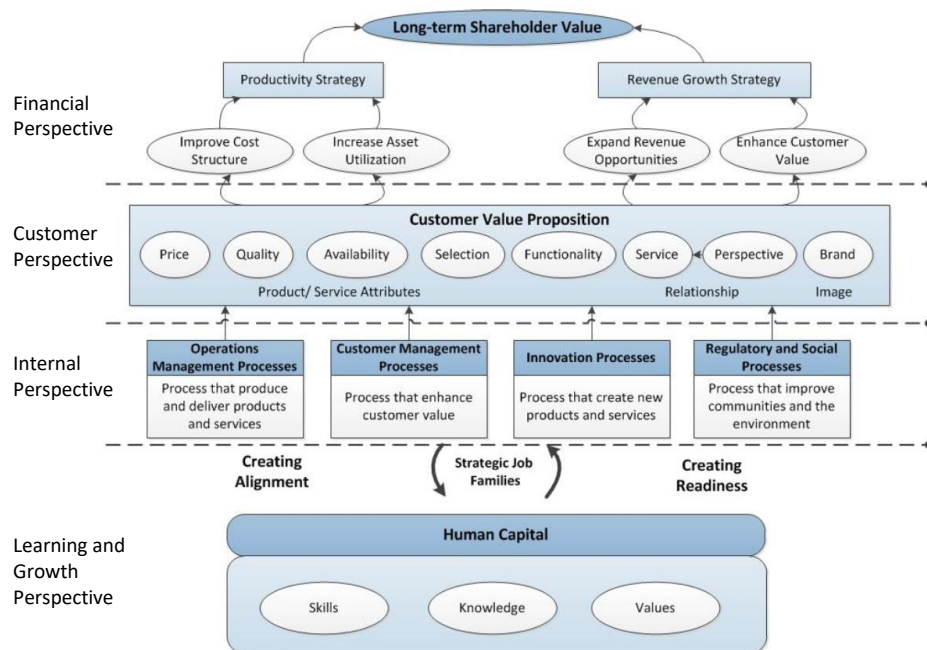 Long-term Shareholder Value
Productivity Strategy
Revenue Growth Strategy
Financial
Perspective
Improve Cost
Structure
Increase Asset
Utilization
Expand Revenue
Opportunities
Enhance Customer
Value
Customer
Perspective
Customer Value Proposition
Price
Quality
Availability
Selection
Functionality
Service
Perspective
Brand
Product/ Service Attributes
Relationship
Image
Internal
Perspective
Operations
Management Processes
Process that produce
and deliver products
and services
Customer Management
Processes
Process that enhance
customer value
Innovation Processes
Process that create new
products and services
Regulatory and Social
Processes
Process that improve
communities and the
environment
Creating
Alignment
Strategic Job
Families
Creating
Readiness
Learning and
Growth
Perspective
Human Capital
Skills
Knowledge
Values